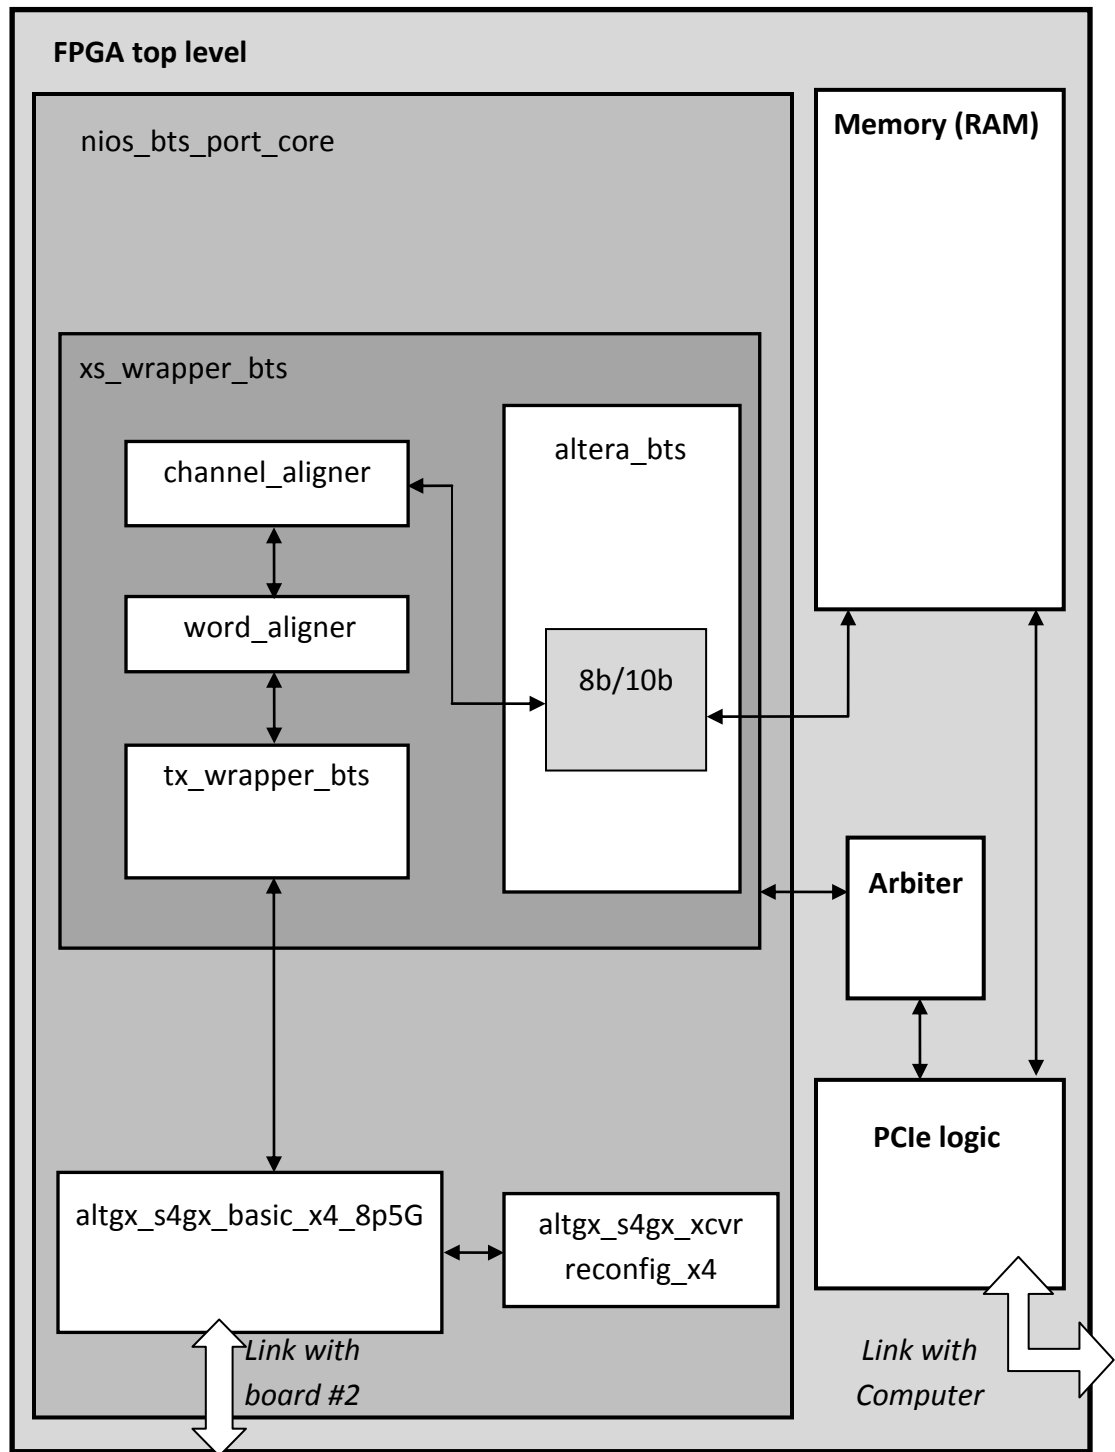 FPGA top level
nios_bts_port_core
Memory (RAM)
xs_wrapper_bts
channel_aligner
altera_bts
word_aligner
8b/10b
tx_wrapper_bts
Arbiter
PCIe logic
altgx_s4gx_basic_x4_8p5G
altgx_s4gx_xcvr
reconfig_x4
Link with
board #2
Link with
Computer